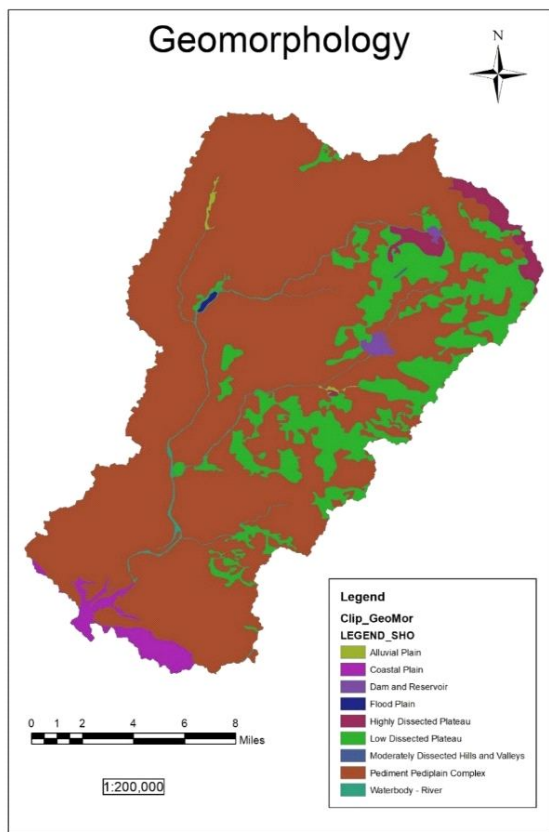 Geomorphology
N
Legend
Clip_GeoMor
LEGEND_SHO
Alluvial Plain
Coastal Plain
Dam and Reservoir
Flood Plain
Highly Dissected Plateau
Low Dissected Plateau
Moderately Dissected Hills and Valleys
Pediment Pediplain Complex
Waterbody - River
0 1 2 4 6 8
Miles
1:200,000